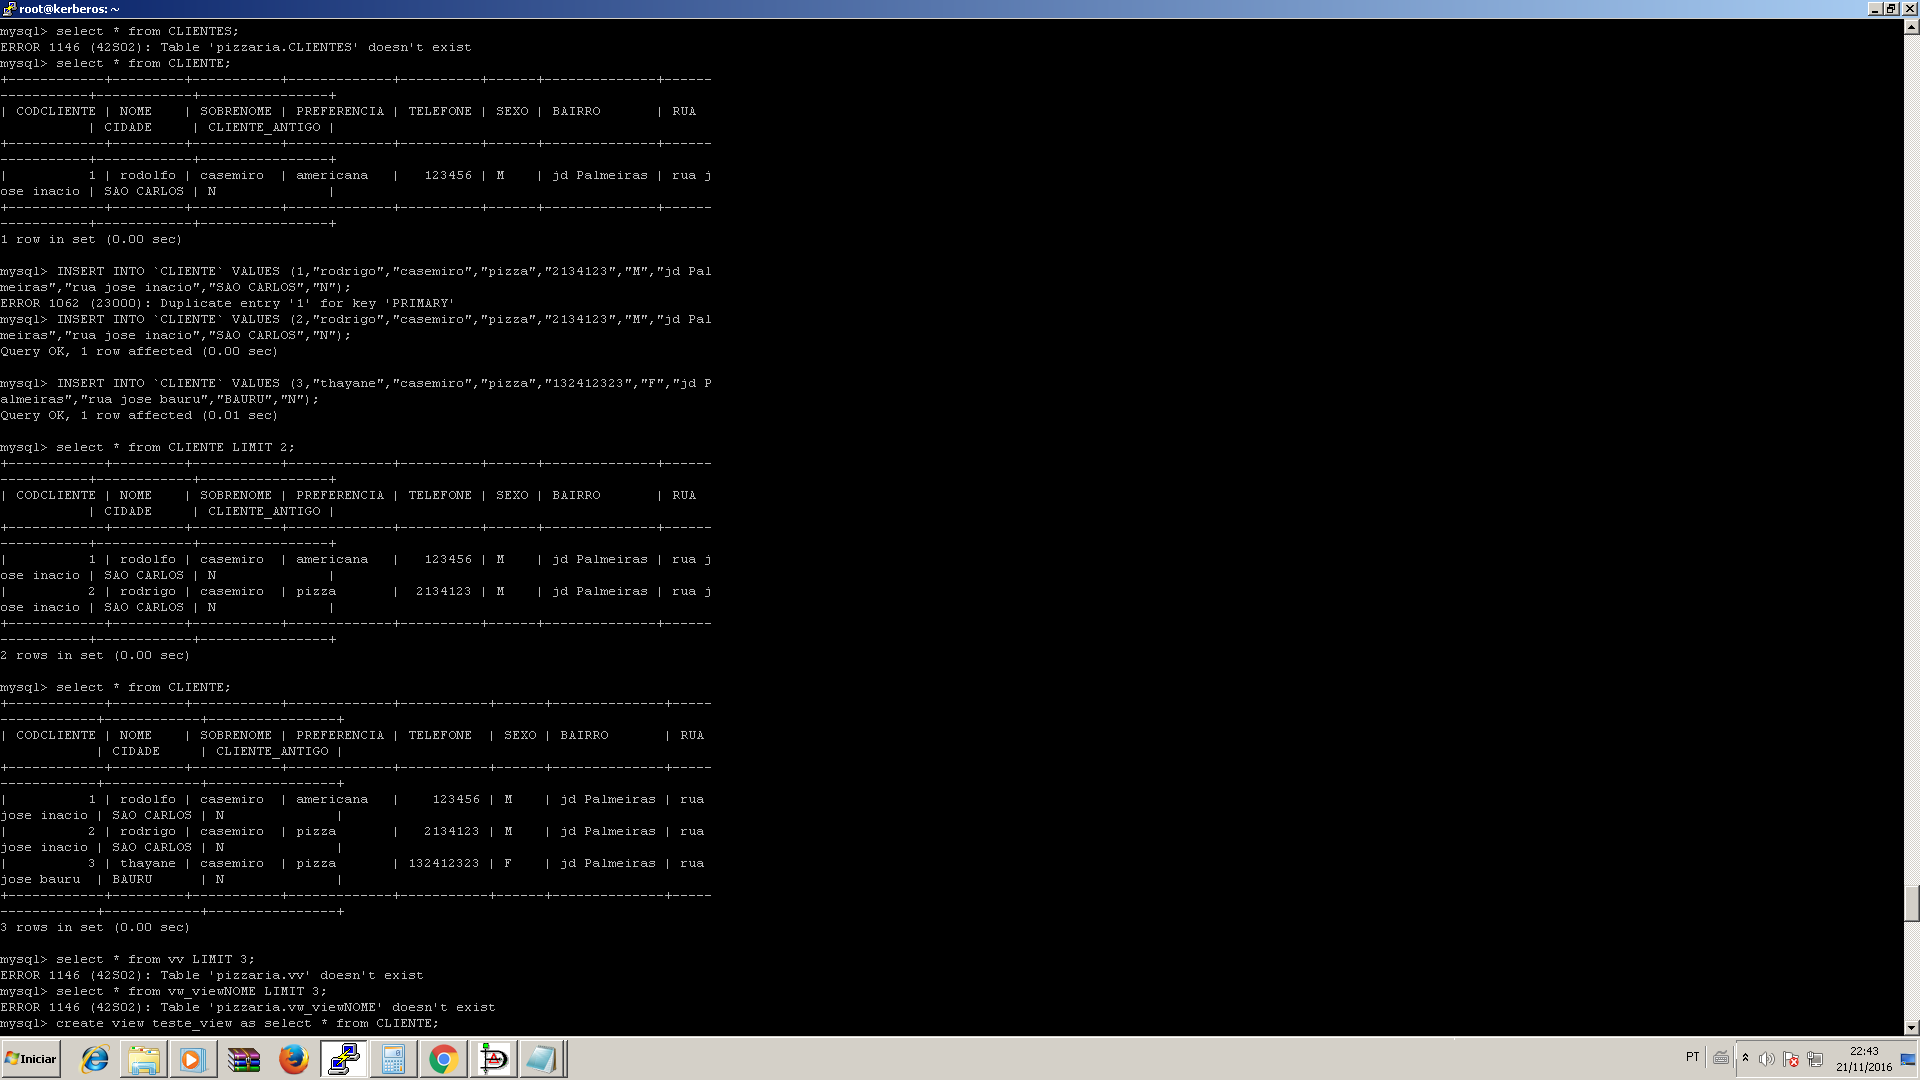 root@kerberos: ~
mysql> select * from CLIENTES;
ERROR 1146 (42S02): Table 'pizzaria.CLIENTES' doesn't exist
mysql> select * from CLIENTE;
+------------+---------+-----------+-------------+----------+------+--------------+------
-----------+------------+----------------+
| CODCLIENTE | NOME    | SOBRENOME | PREFERENCIA | TELEFONE | SEXO | BAIRRO       | RUA
           | CIDADE     | CLIENTE_ANTIGO |
+------------+---------+-----------+-------------+----------+------+--------------+------
-----------+------------+----------------+
|          1 | rodolfo | casemiro  | americana   |   123456 | M    | jd Palmeiras | rua j
ose inacio | SAO CARLOS | N              |
+------------+---------+-----------+-------------+----------+------+--------------+------
-----------+------------+----------------+
1 row in set (0.00 sec)
mysql> INSERT INTO `CLIENTE` VALUES (1,"rodrigo","casemiro","pizza","2134123","M","jd Pal
meiras","rua jose inacio","SAO CARLOS","N");
ERROR 1062 (23000): Duplicate entry '1' for key 'PRIMARY'
mysql> INSERT INTO `CLIENTE` VALUES (2,"rodrigo","casemiro","pizza","2134123","M","jd Pal
meiras","rua jose inacio","SAO CARLOS","N");
Query OK, 1 row affected (0.00 sec)
mysql> INSERT INTO `CLIENTE` VALUES (3,"thayane","casemiro","pizza","132412323","F","jd P
almeiras","rua jose bauru","BAURU","N");
Query OK, 1 row affected (0.01 sec)
mysql> select * from CLIENTE LIMIT 2;
+------------+---------+-----------+-------------+----------+------+--------------+------
-----------+------------+----------------+
| CODCLIENTE | NOME    | SOBRENOME | PREFERENCIA | TELEFONE | SEXO | BAIRRO       | RUA
           | CIDADE     | CLIENTE_ANTIGO |
+------------+---------+-----------+-------------+----------+------+--------------+------
-----------+------------+----------------+
|          1 | rodolfo | casemiro  | americana   |   123456 | M    | jd Palmeiras | rua j
ose inacio | SAO CARLOS | N              |
|          2 | rodrigo | casemiro  | pizza       |  2134123 | M    | jd Palmeiras | rua j
ose inacio | SAO CARLOS | N              |
+------------+---------+-----------+-------------+----------+------+--------------+------
-----------+------------+----------------+
2 rows in set (0.00 sec)
mysql> select * from CLIENTE;
+------------+---------+-----------+-------------+-----------+------+--------------+-----
------------+------------+----------------+
| CODCLIENTE | NOME    | SOBRENOME | PREFERENCIA | TELEFONE  | SEXO | BAIRRO       | RUA
            | CIDADE     | CLIENTE_ANTIGO |
+------------+---------+-----------+-------------+-----------+------+--------------+-----
------------+------------+----------------+
|          1 | rodolfo | casemiro  | americana   |    123456 | M    | jd Palmeiras | rua
jose inacio | SAO CARLOS | N              |
|          2 | rodrigo | casemiro  | pizza       |   2134123 | M    | jd Palmeiras | rua
jose inacio | SAO CARLOS | N              |
|          3 | thayane | casemiro  | pizza       | 132412323 | F    | jd Palmeiras | rua
jose bauru  | BAURU      | N              |
+------------+---------+-----------+-------------+-----------+------+--------------+-----
------------+------------+----------------+
3 rows in set (0.00 sec)
mysql> select * from vv LIMIT 3;
ERROR 1146 (42S02): Table 'pizzaria.vv' doesn't exist
mysql> select * from vw_viewNOME LIMIT 3;
ERROR 1146 (42S02): Table 'pizzaria.vw_viewNOME' doesn't exist
mysql> create view teste_view as select * from CLIENTE;
Iniciar
PT
22:43
21/11/2016